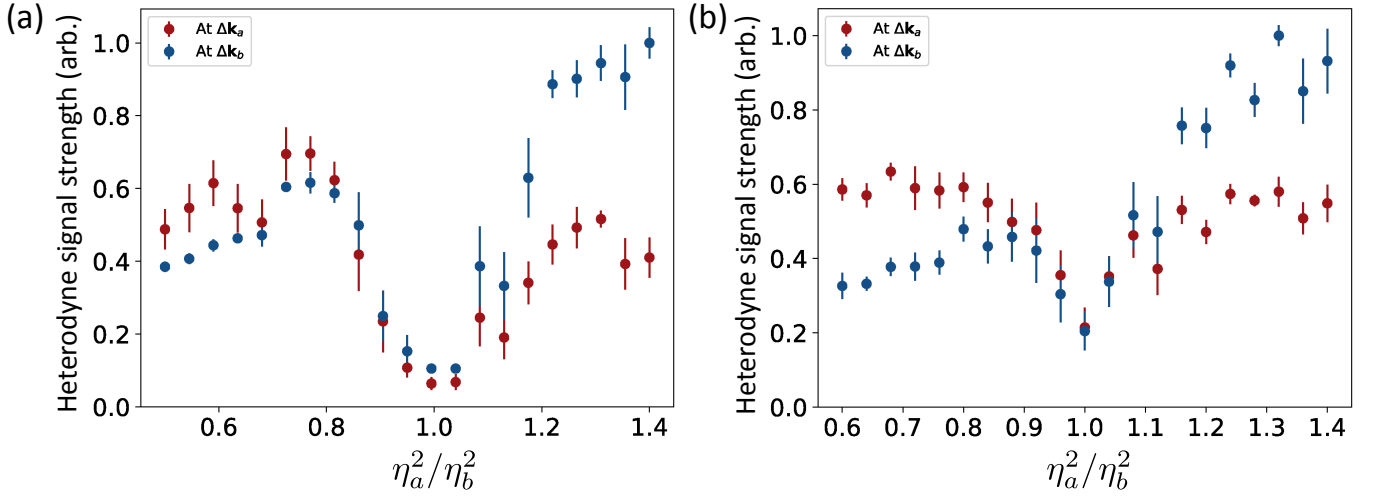 (a)
Heterodyne signal strength (arb.)
At Δk_a
At Δk_b
1.0
0.8
0.6
0.4
0.2
0.0
0.6 0.8 1.0 1.2 1.4
η_a^2/η_b^2
(b)
Heterodyne signal strength (arb.)
At Δk_a
At Δk_b
1.0
0.8
0.6
0.4
0.2
0.0
0.6 0.7 0.8 0.9 1.0 1.1 1.2 1.3 1.4
η_a^2/η_b^2